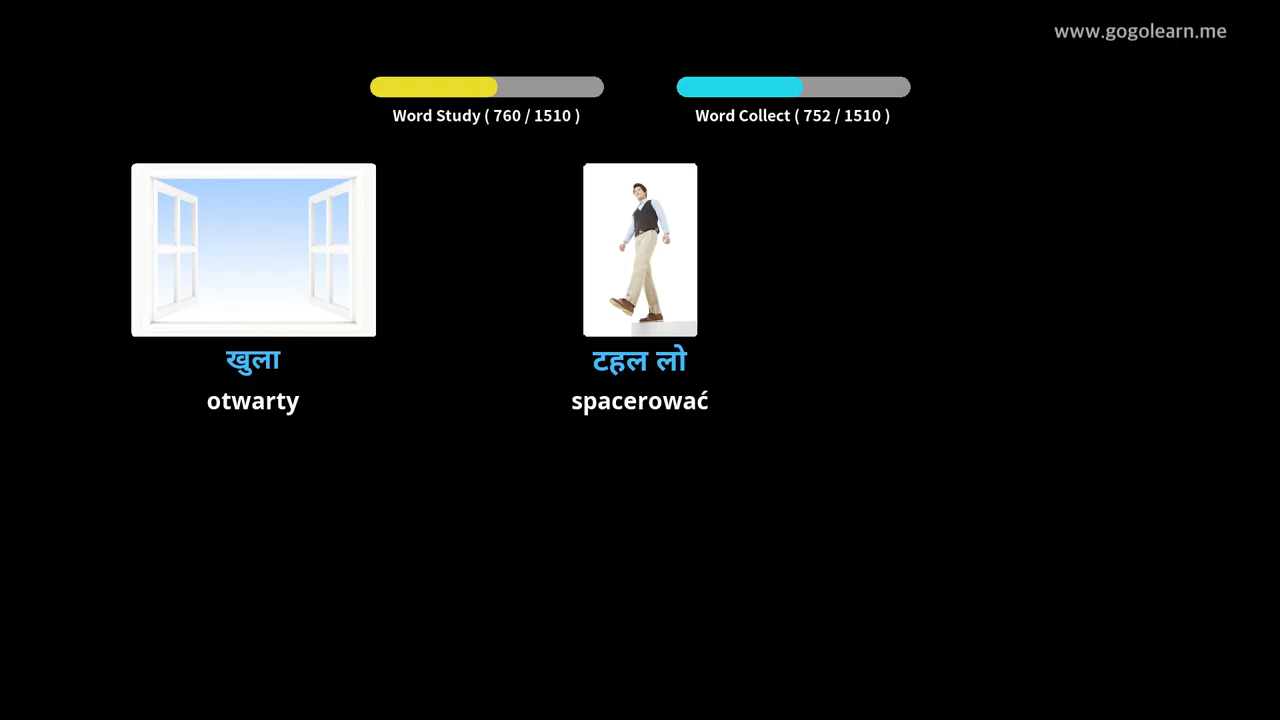 www.gogolearn.me
Word Study ( 760 / 1510 )
Word Collect ( 752 / 1510 )
खुला
टहल लो
otwarty
spacerować